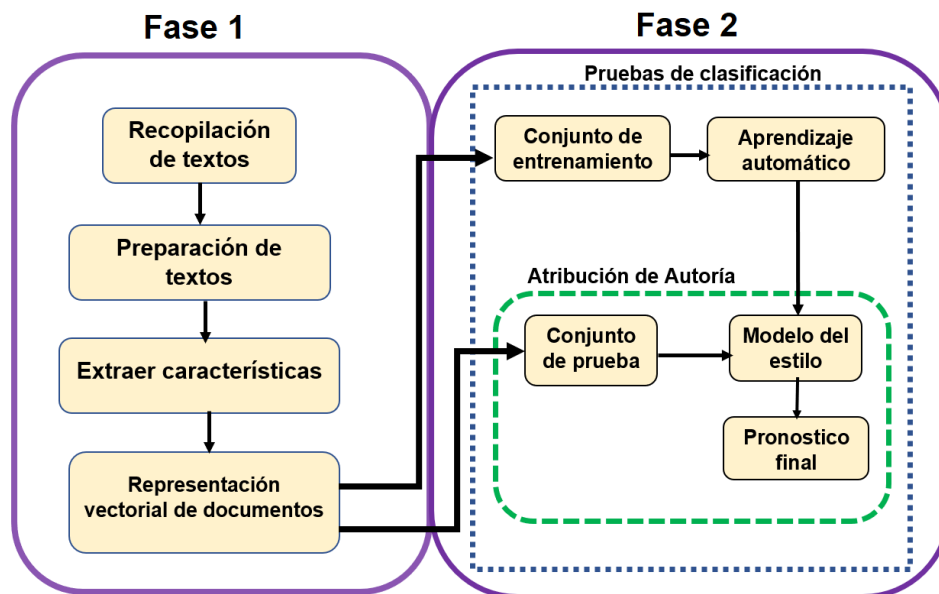 Fase 1
Recopilación
de textos
Preparación de
textos
Extraer características
Representación
vectorial de documentos
Fase 2
Pruebas de clasificación
Conjunto de
entrenamiento
Aprendizaje
automático
Atribución de Autoría
Conjunto
de prueba
Modelo del
estilo
Pronostico
final